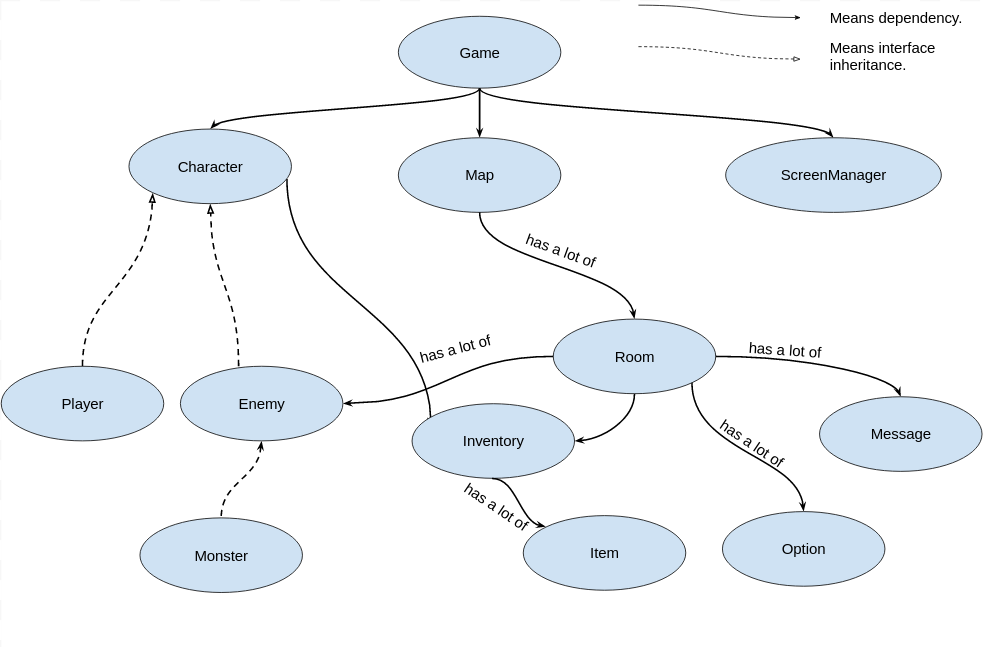 Means dependency.
Means interface
inheritance.
Game
Character
Map
ScreenManager
has a lot of
has a lot of
Room
has a lot of
Player
Enemy
Inventory
has a lot of
Message
has a lot of
Monster
Item
Option